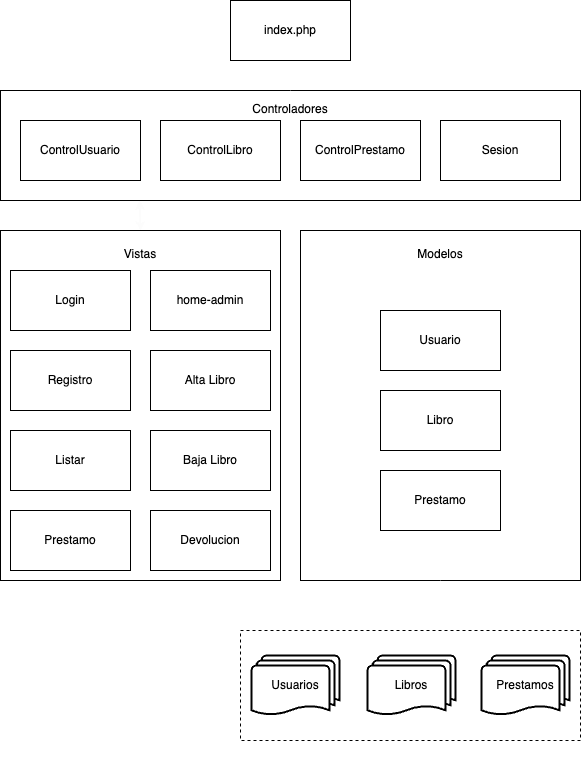 index.php
Controladores
ControlUsuario
ControlLibro
ControlPrestamo
Sesion
Vistas
Login
home-admin
Registro
Alta Libro
Listar
Baja Libro
Prestamo
Devolucion
Modelos
Usuario
Libro
Prestamo
Usuarios
Libros
Prestamos